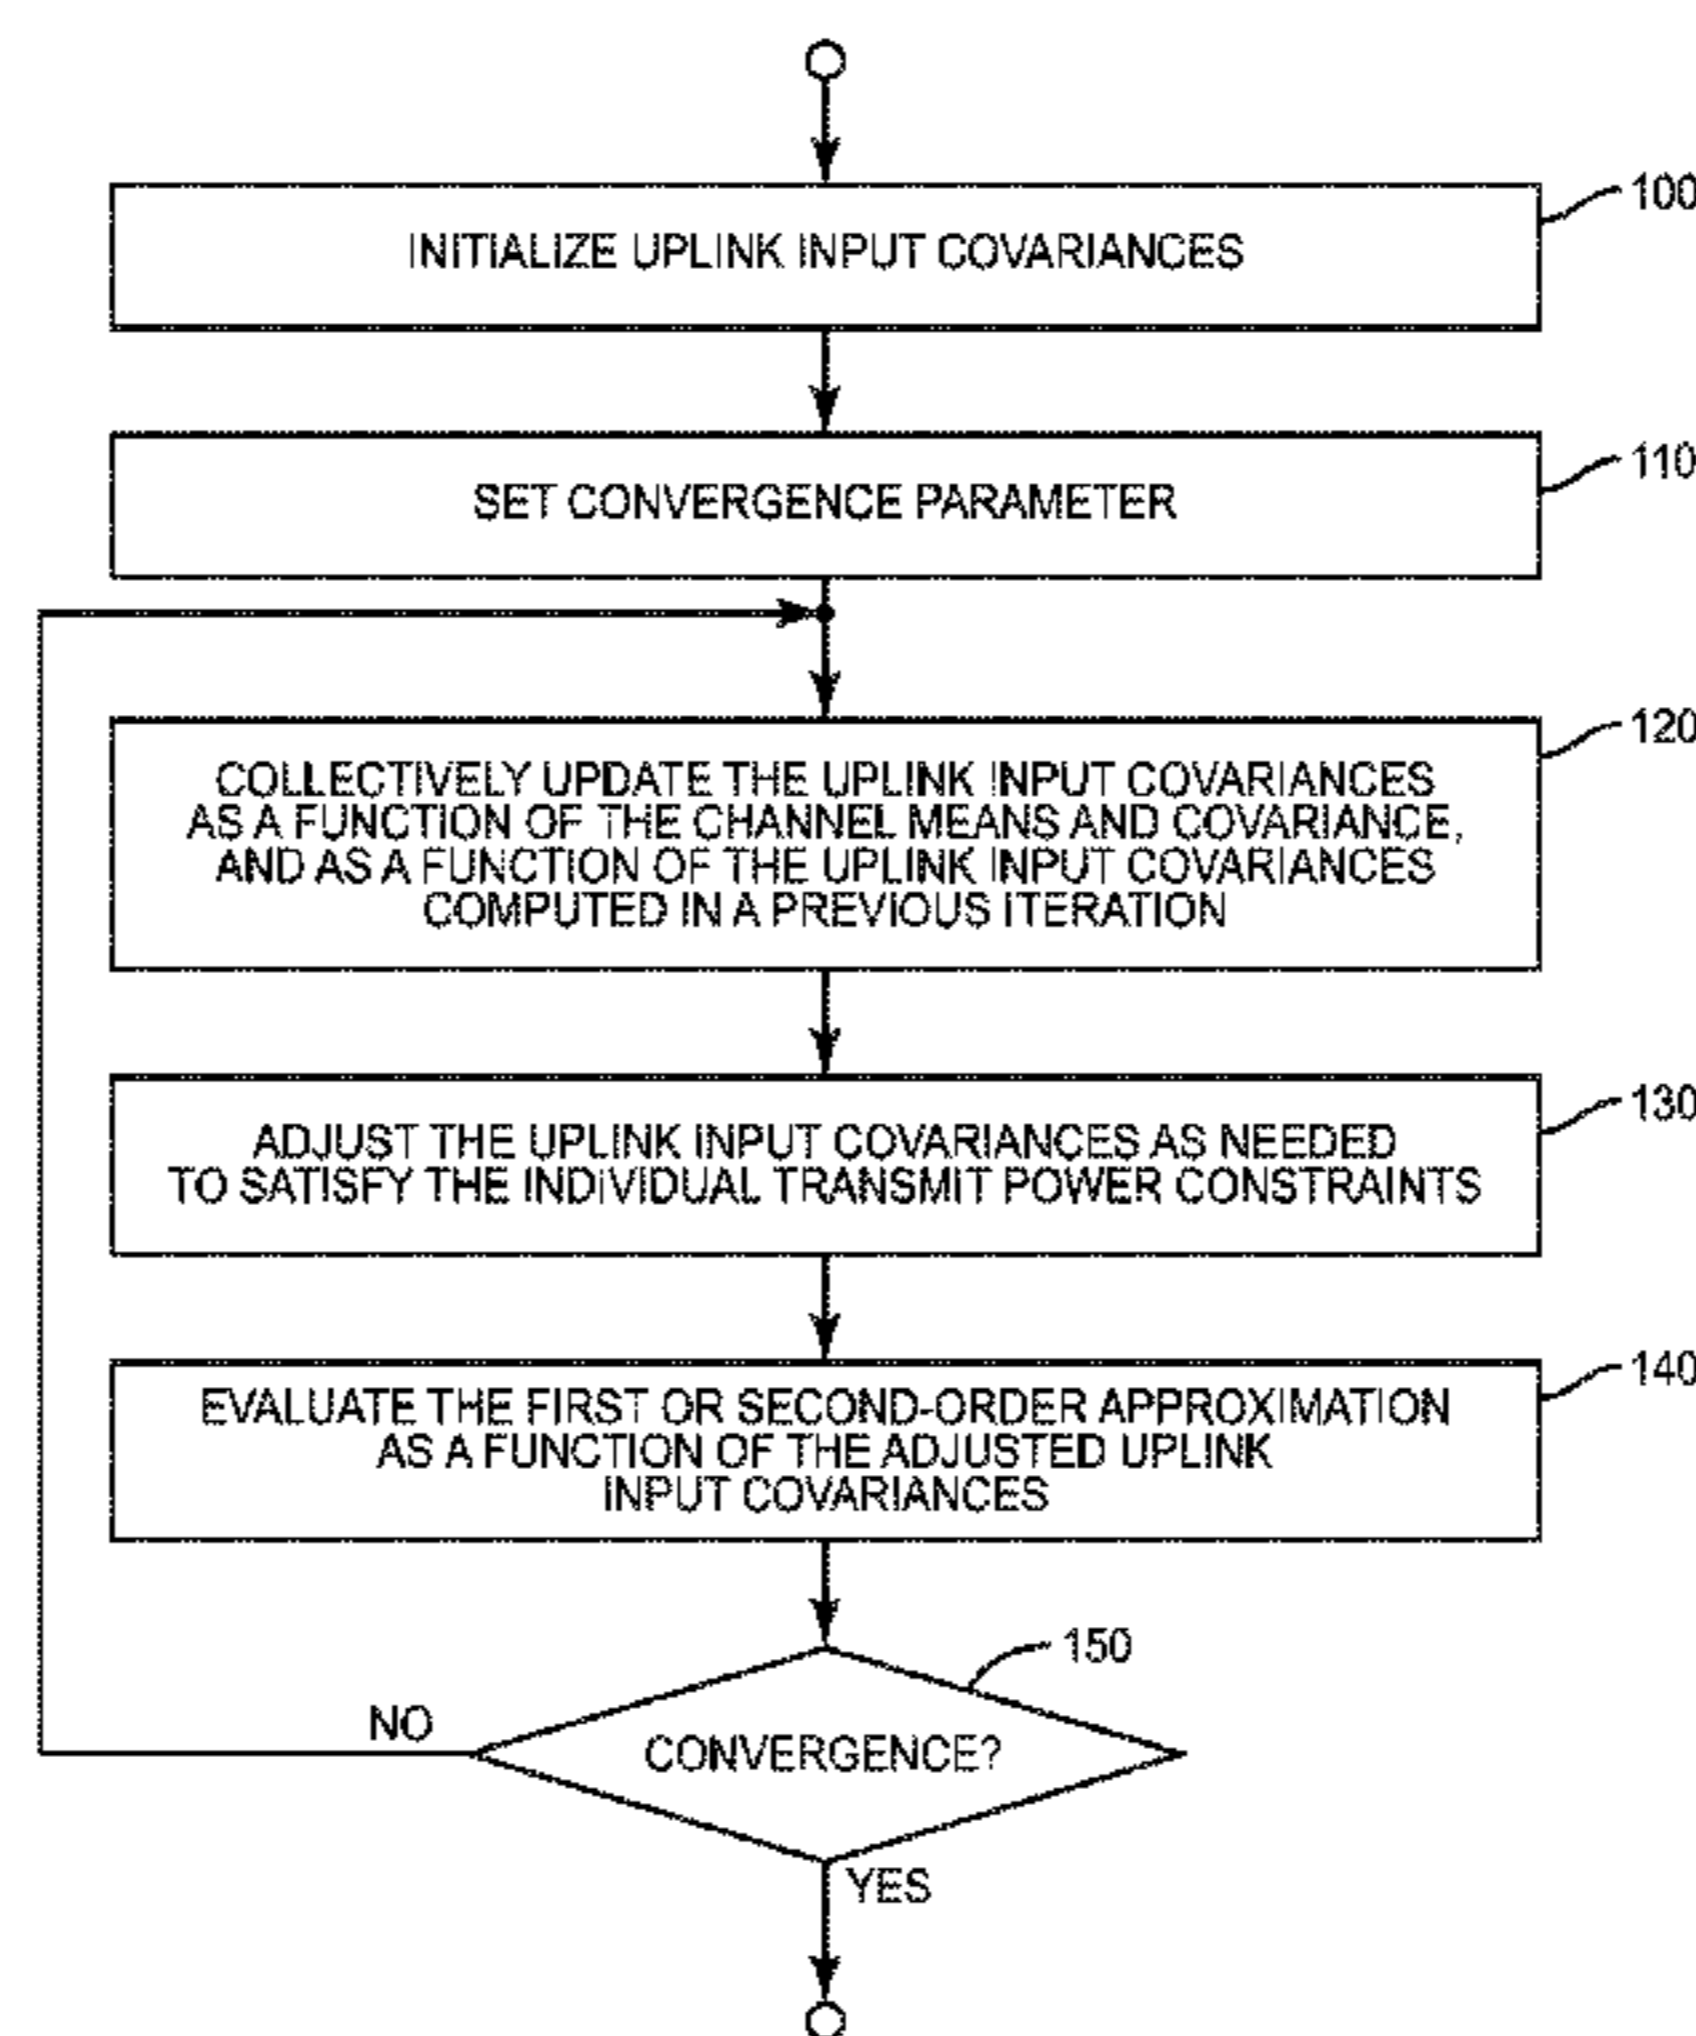 100
INITIALIZE UPLINK INPUT COVARIANCES
110
SET CONVERGENCE PARAMETER
120
COLLECTIVELY UPDATE THE UPLINK INPUT COVARIANCES
AS A FUNCTION OF THE CHANNEL MEANS AND COVARIANCE,
AND AS A FUNCTION OF THE UPLINK INPUT COVARIANCES
COMPUTED IN A PREVIOUS ITERATION
130
ADJUST THE UPLINK INPUT COVARIANCES AS NEEDED
TO SATISFY THE INDIVIDUAL TRANSMIT POWER CONSTRAINTS
140
EVALUATE THE FIRST OR SECOND-ORDER APPROXIMATION
AS A FUNCTION OF THE ADJUSTED UPLINK
INPUT COVARIANCES
150
NO
CONVERGENCE?
YES